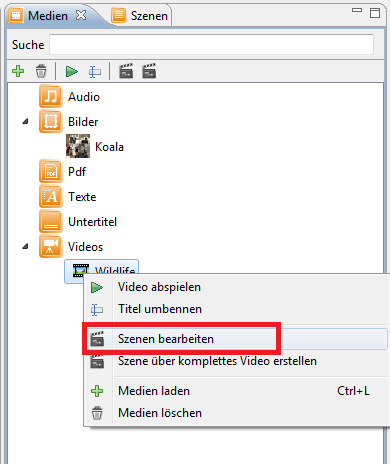 Medien Szenen
Suche
Audio
Bilder
Koala
Pdf
Texte
Untertitel
Videos
Wildlife
Video abspielen
Titel umbennen
Szenen bearbeiten
Szene über komplettes Video erstellen
Medien laden Ctrl+L
Medien löschen